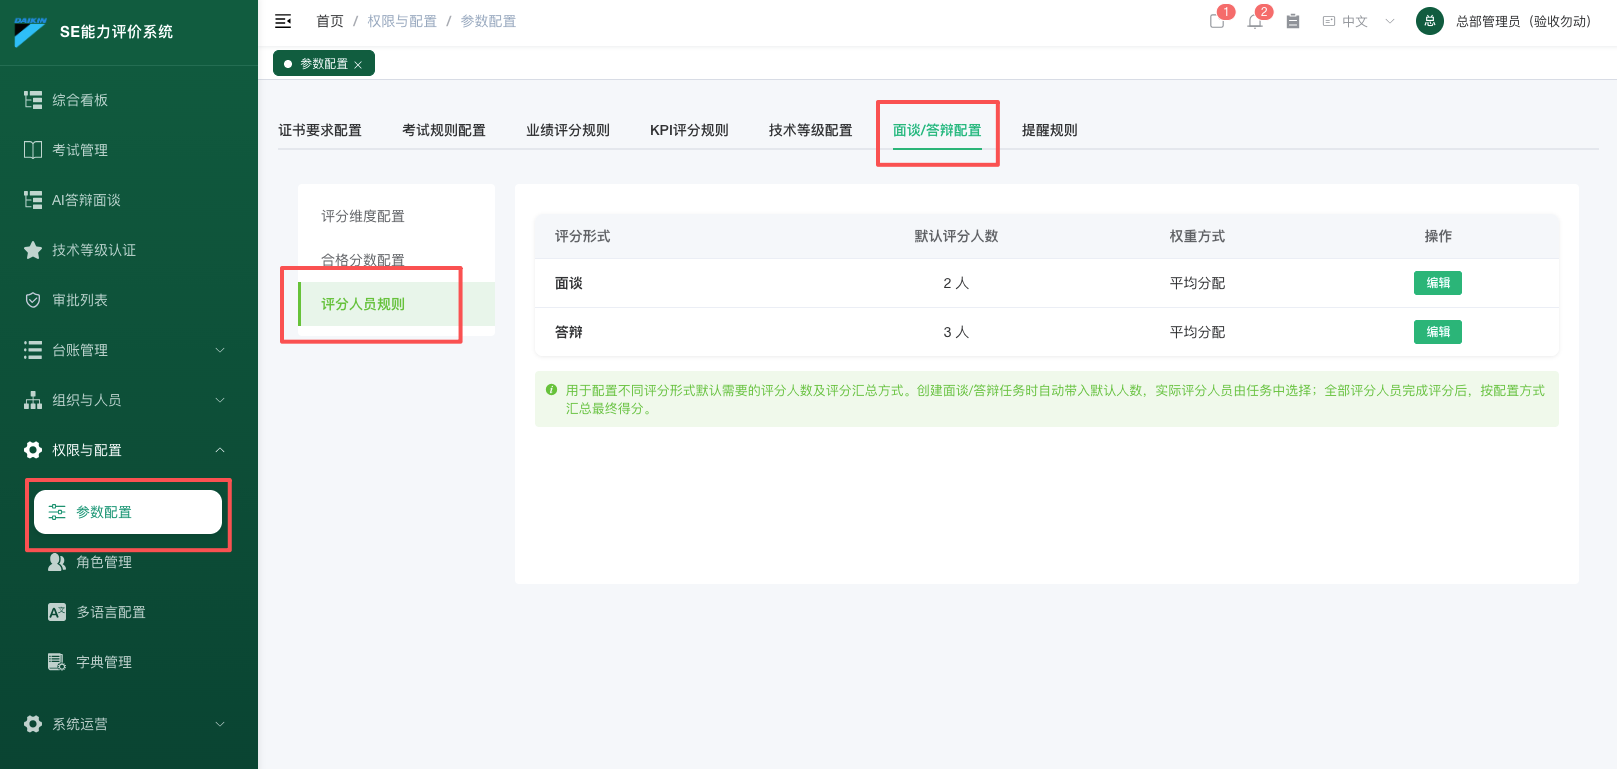 DAIKIN
SE能力评价系统
综合看板
考试管理
AI答辩面谈
技术等级认证
审批列表
台账管理
组织与人员
权限与配置
参数配置
角色管理
多语言配置
字典管理
系统运营
首页 / 权限与配置 / 参数配置
1
2
中文
总
总部管理员（验收勿动）
参数配置
证书要求配置 考试规则配置 业绩评分规则 KPI评分规则 技术等级配置 面谈/答辩配置 提醒规则
评分维度配置
合格分数配置
评分人员规则
评分形式 默认评分人数 权重方式 操作
面谈 2 人 平均分配 编辑
答辩 3 人 平均分配 编辑
用于配置不同评分形式默认需要的评分人数及评分汇总方式。创建面谈/答辩任务时自动带入默认人数，实际评分人员由任务中选择；全部评分人员完成评分后，按配置方式
汇总最终得分。